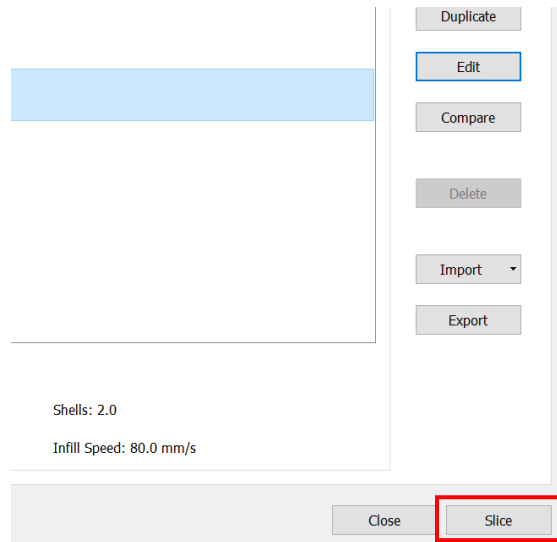 Duplicate
Edit
Compare
Delete
Import
Export
Shells: 2.0
Infill Speed: 80.0 mm/s
Close
Slice